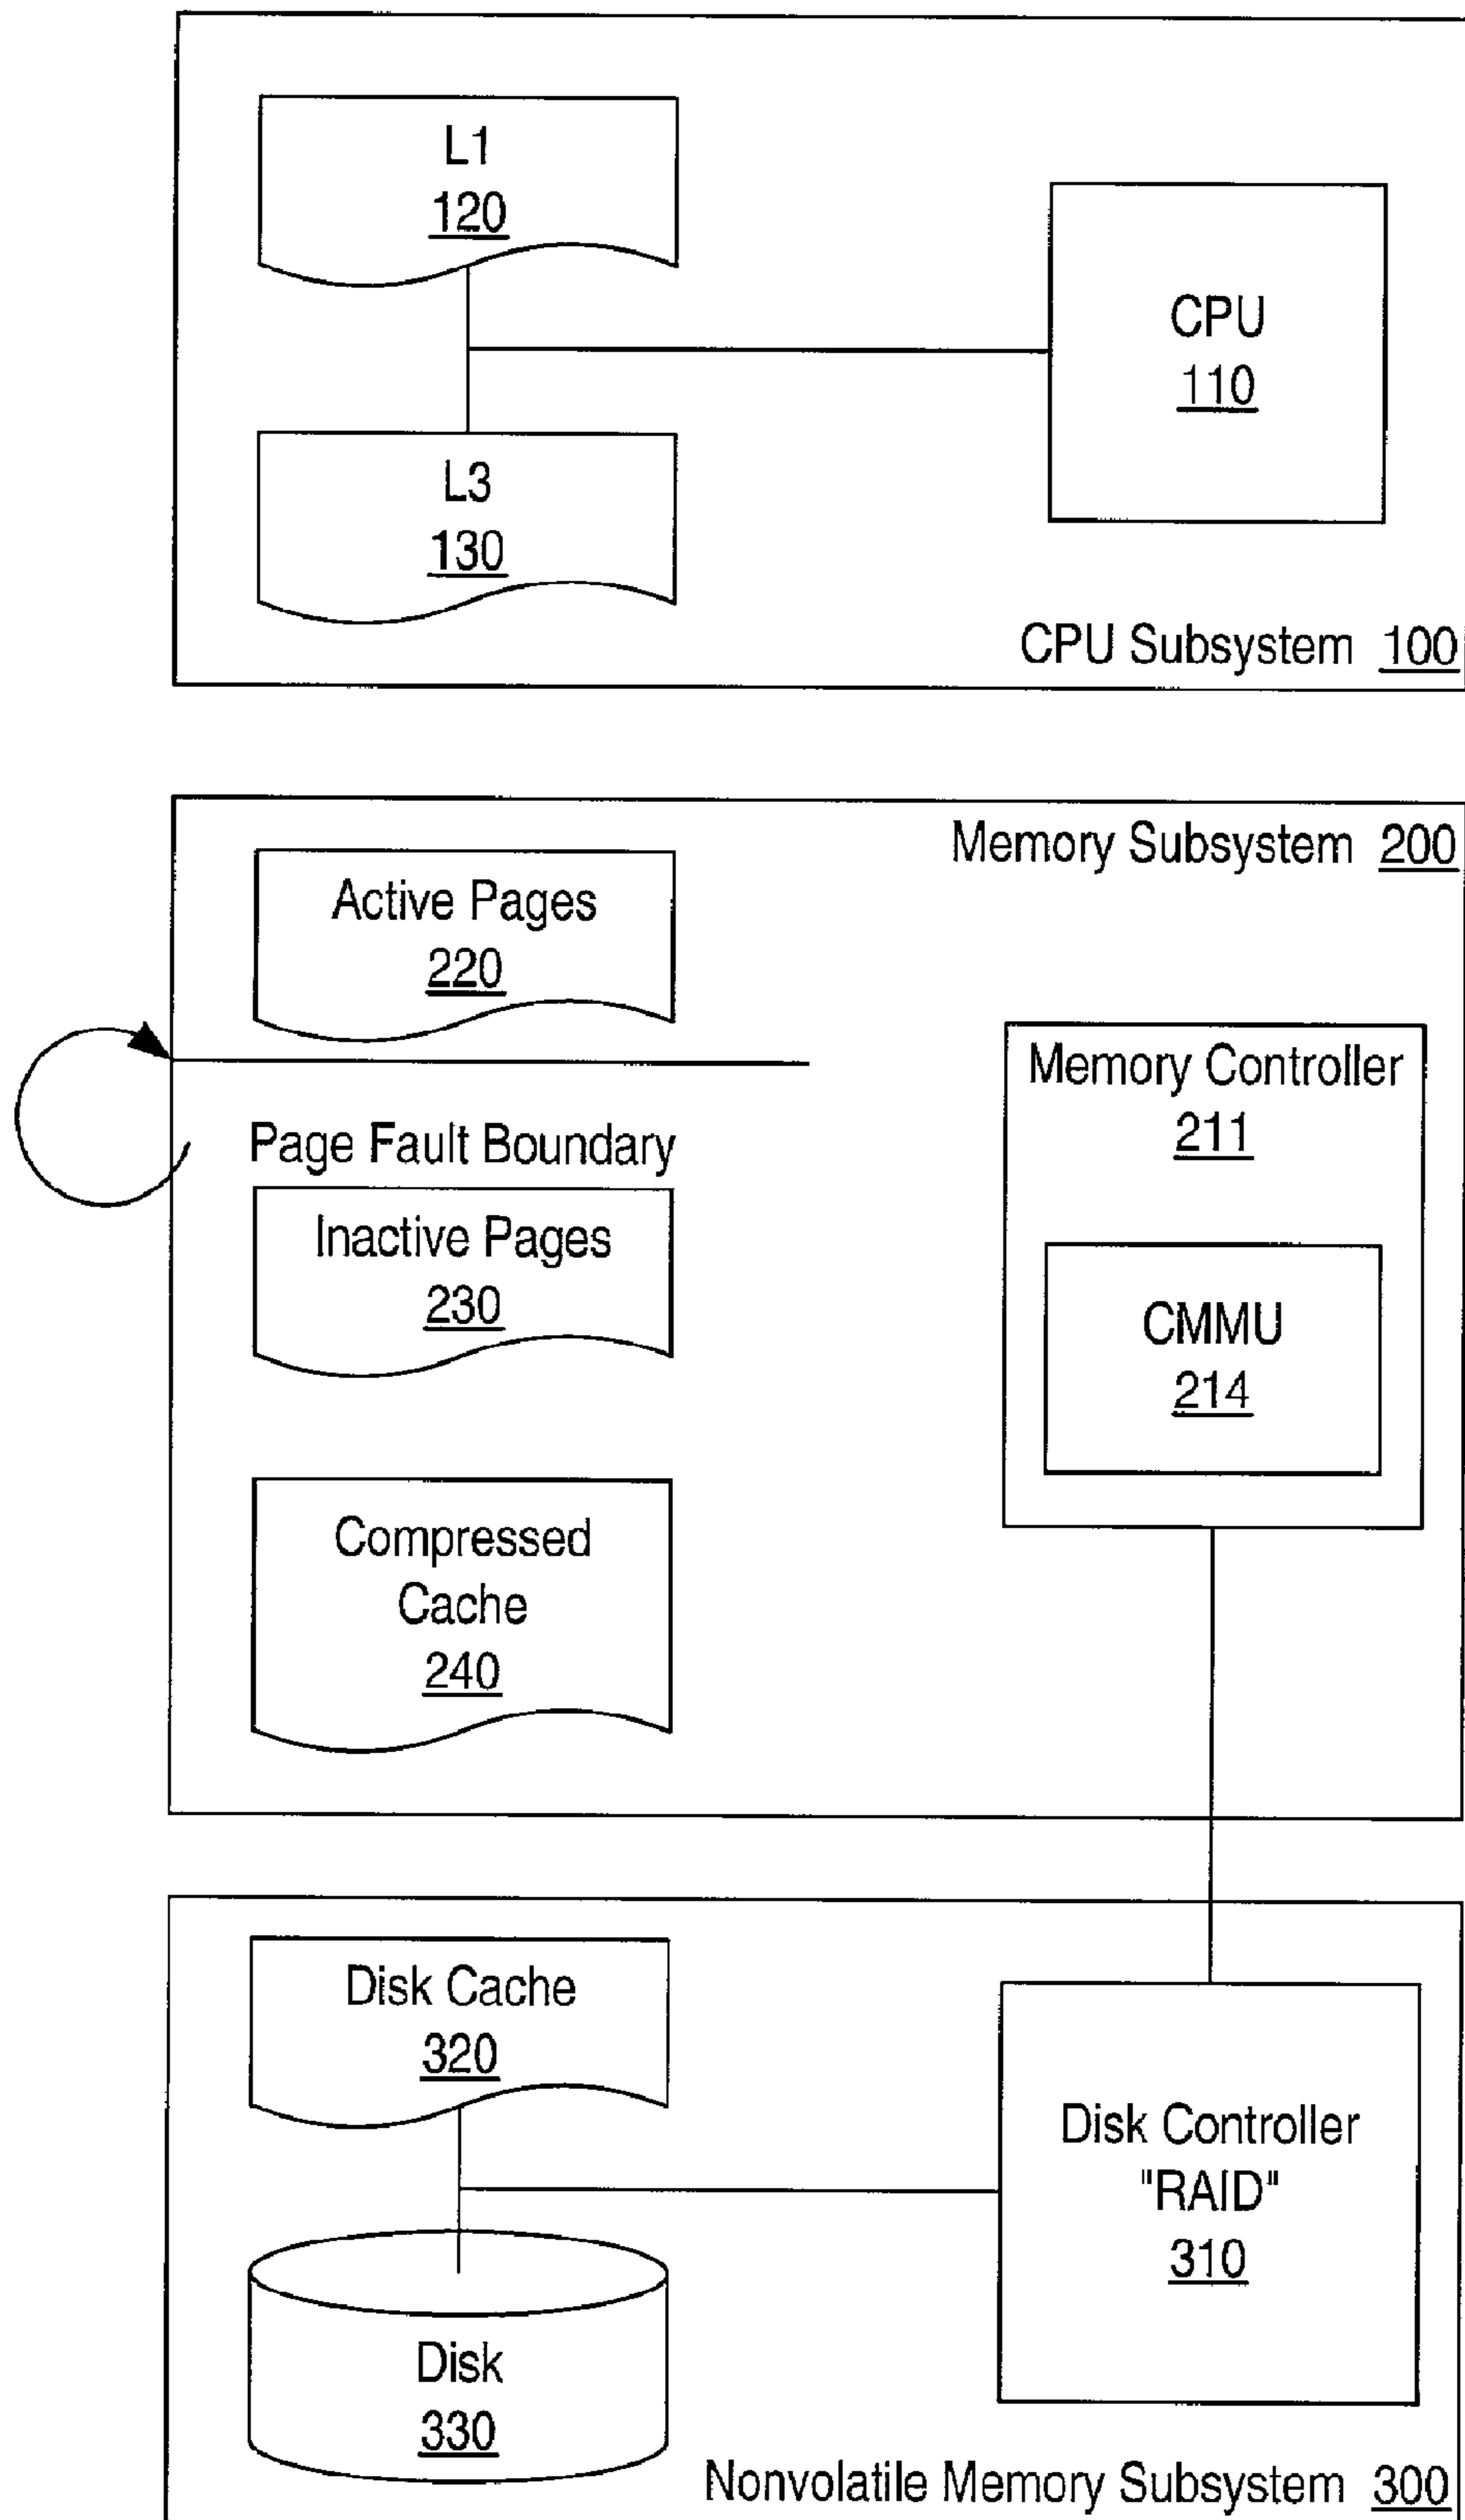 L1
120
CPU
110
L3
130
CPU Subsystem 100
Memory Subsystem 200
Active Pages
220
Memory Controller
211
Page Fault Boundary
Inactive Pages
230
CMMU
214
Compressed
Cache
240
Disk Cache
320
Disk Controller
"RAID"
310
Disk
330
Nonvolatile Memory Subsystem 300